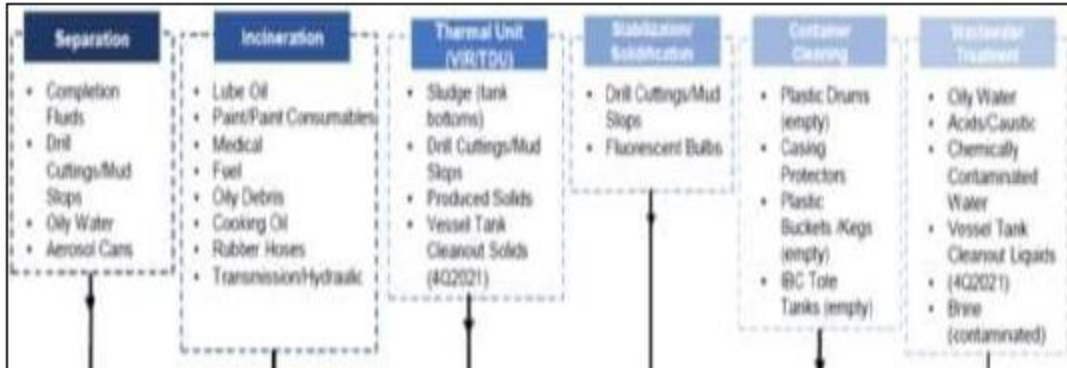 Separation
Completion
Fluids
Drill
Cuttings/Mud
Slops
Oily Water
Aerosol Cans
Incineration
Lube Oil
Paint/Paint Consumables
Medical
Fuel
Oily Debris
Cooking Oil
Rubber Hoses
Transmission/Hydraulic
Thermal Unit
(VIR/TDU)
Sludge (tank
bottoms)
Drill Cuttings/Mud
Slops
Produced Solids
Vessel Tank
Cleanout Solids
(4Q2021)
Stabilization/
Solidification
Drill Cuttings/Mud
Slops
Fluorescent Bulbs
Container
Cleaning
Plastic Drums
(empty)
Casing
Protectors
Plastic
Buckets /Kegs
(empty)
IBC Tote
Tanks (empty)
Wastewater
Treatment
Oily Water
Acids/Caustic
Chemically
Contaminated
Water
Vessel Tank
Cleanout Liquids
(4Q2021)
Brine
(contaminated)